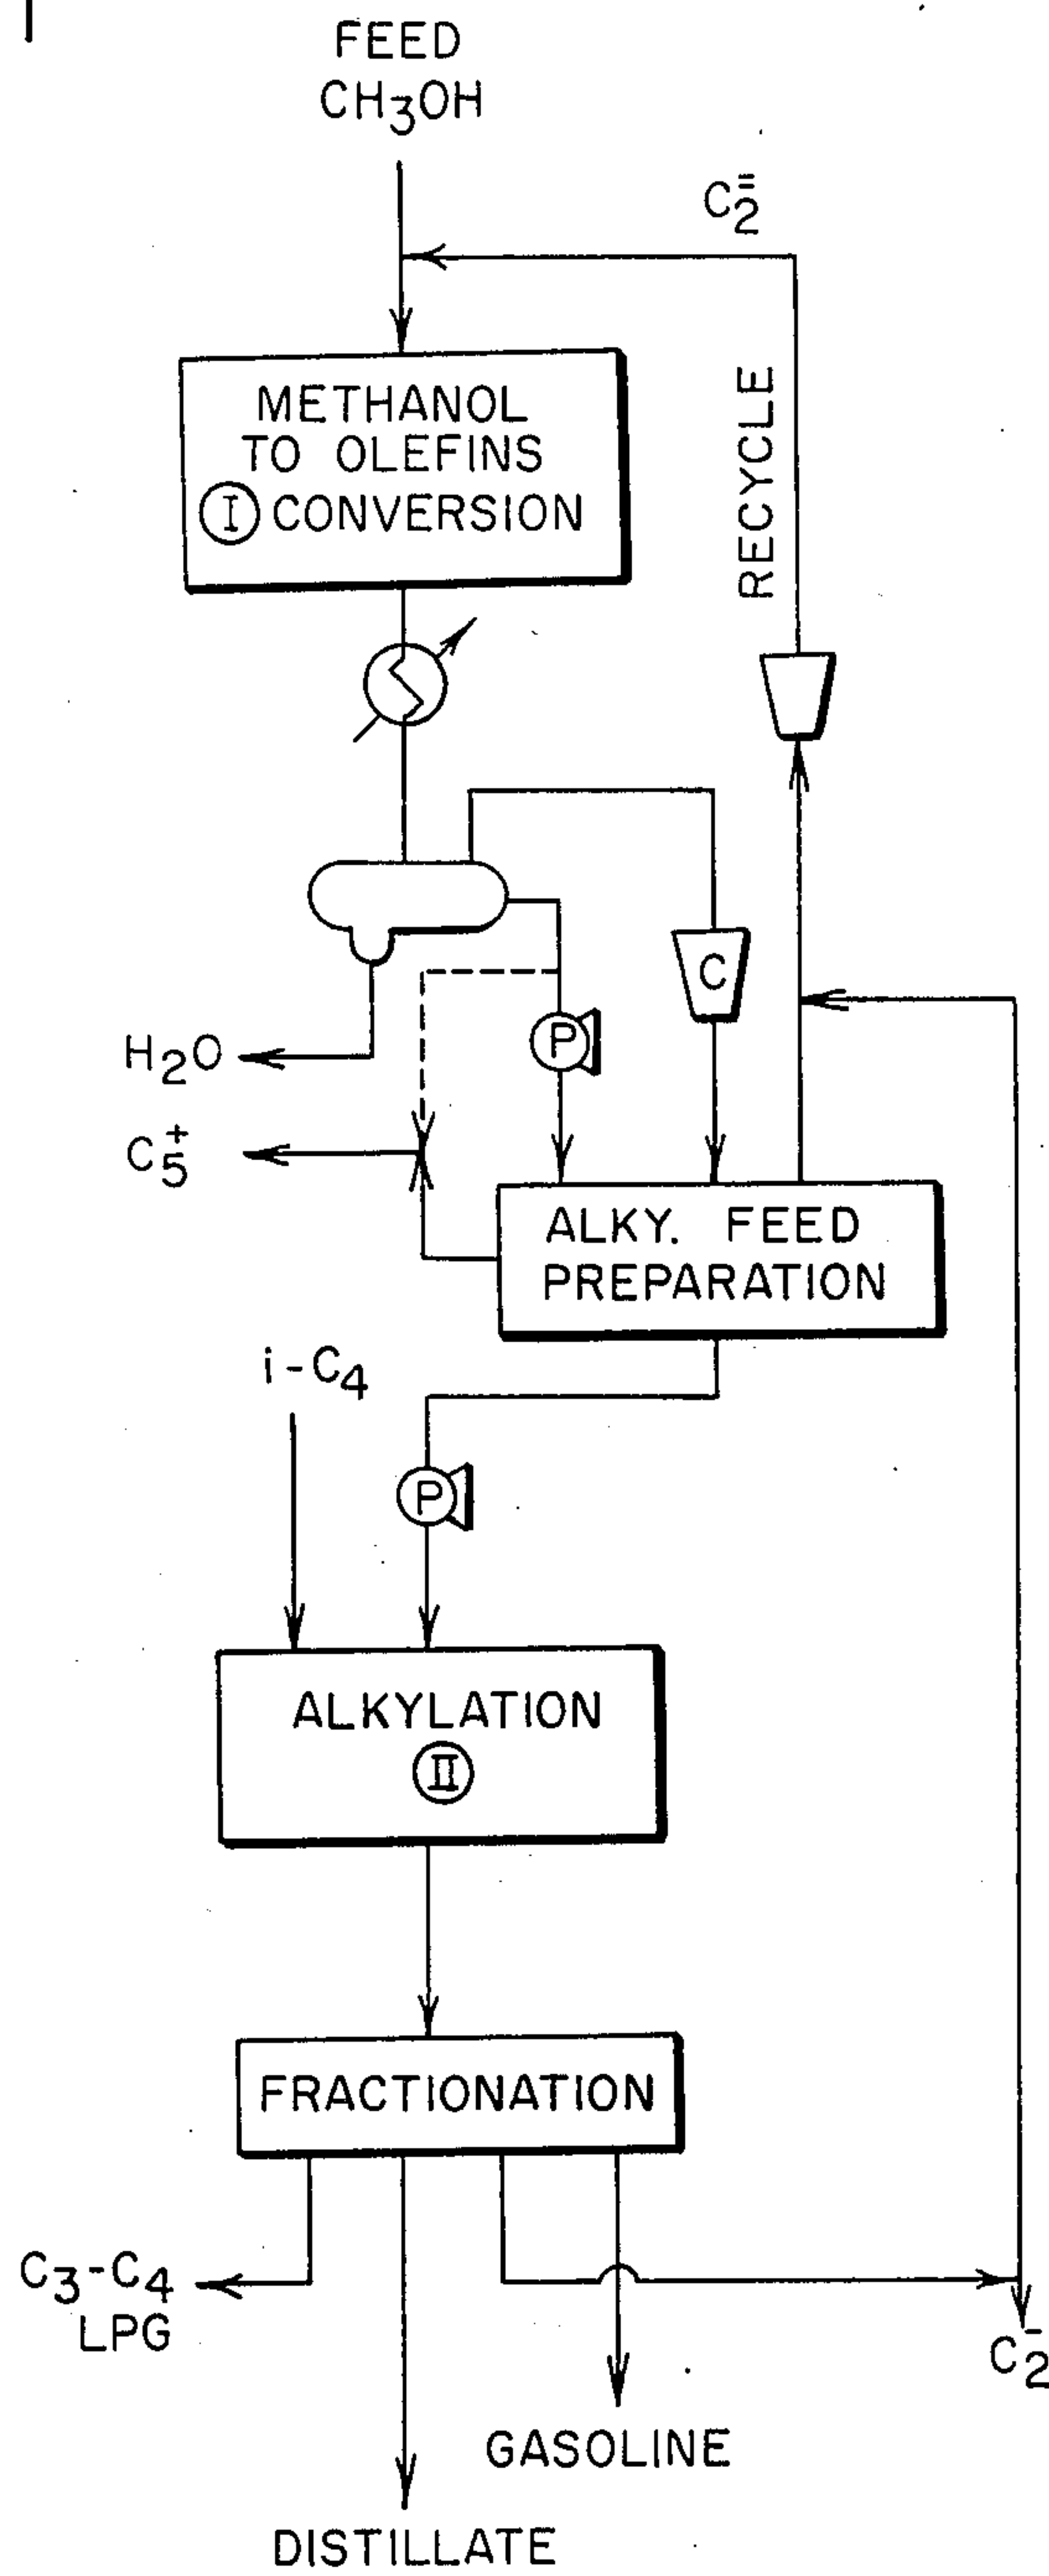 FEED
CH₃OH
C₂⁼
METHANOL
TO OLEFINS
I CONVERSION
RECYCLE
C
P
H₂O
C₅⁺
ALKY. FEED
PREPARATION
i-C₄
P
ALKYLATION
II
FRACTIONATION
C₃-C₄
LPG
C₂⁻
GASOLINE
DISTILLATE